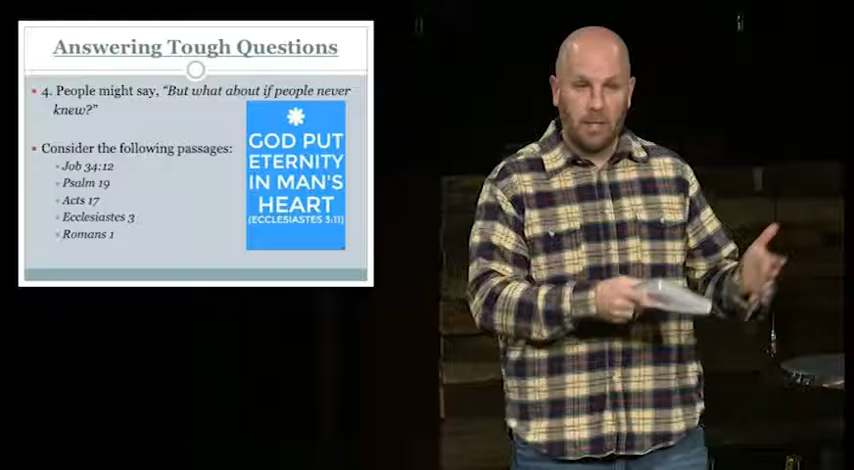 Answering Tough Questions
4. People might say, "But what about if people never
knew?"
Consider the following passages:
Job 34:12
Psalm 19
Acts 17
Ecclesiastes 3
Romans 1
GOD PUT
ETERNITY
IN MAN'S
HEART
(ECCLESIASTES 3:11)